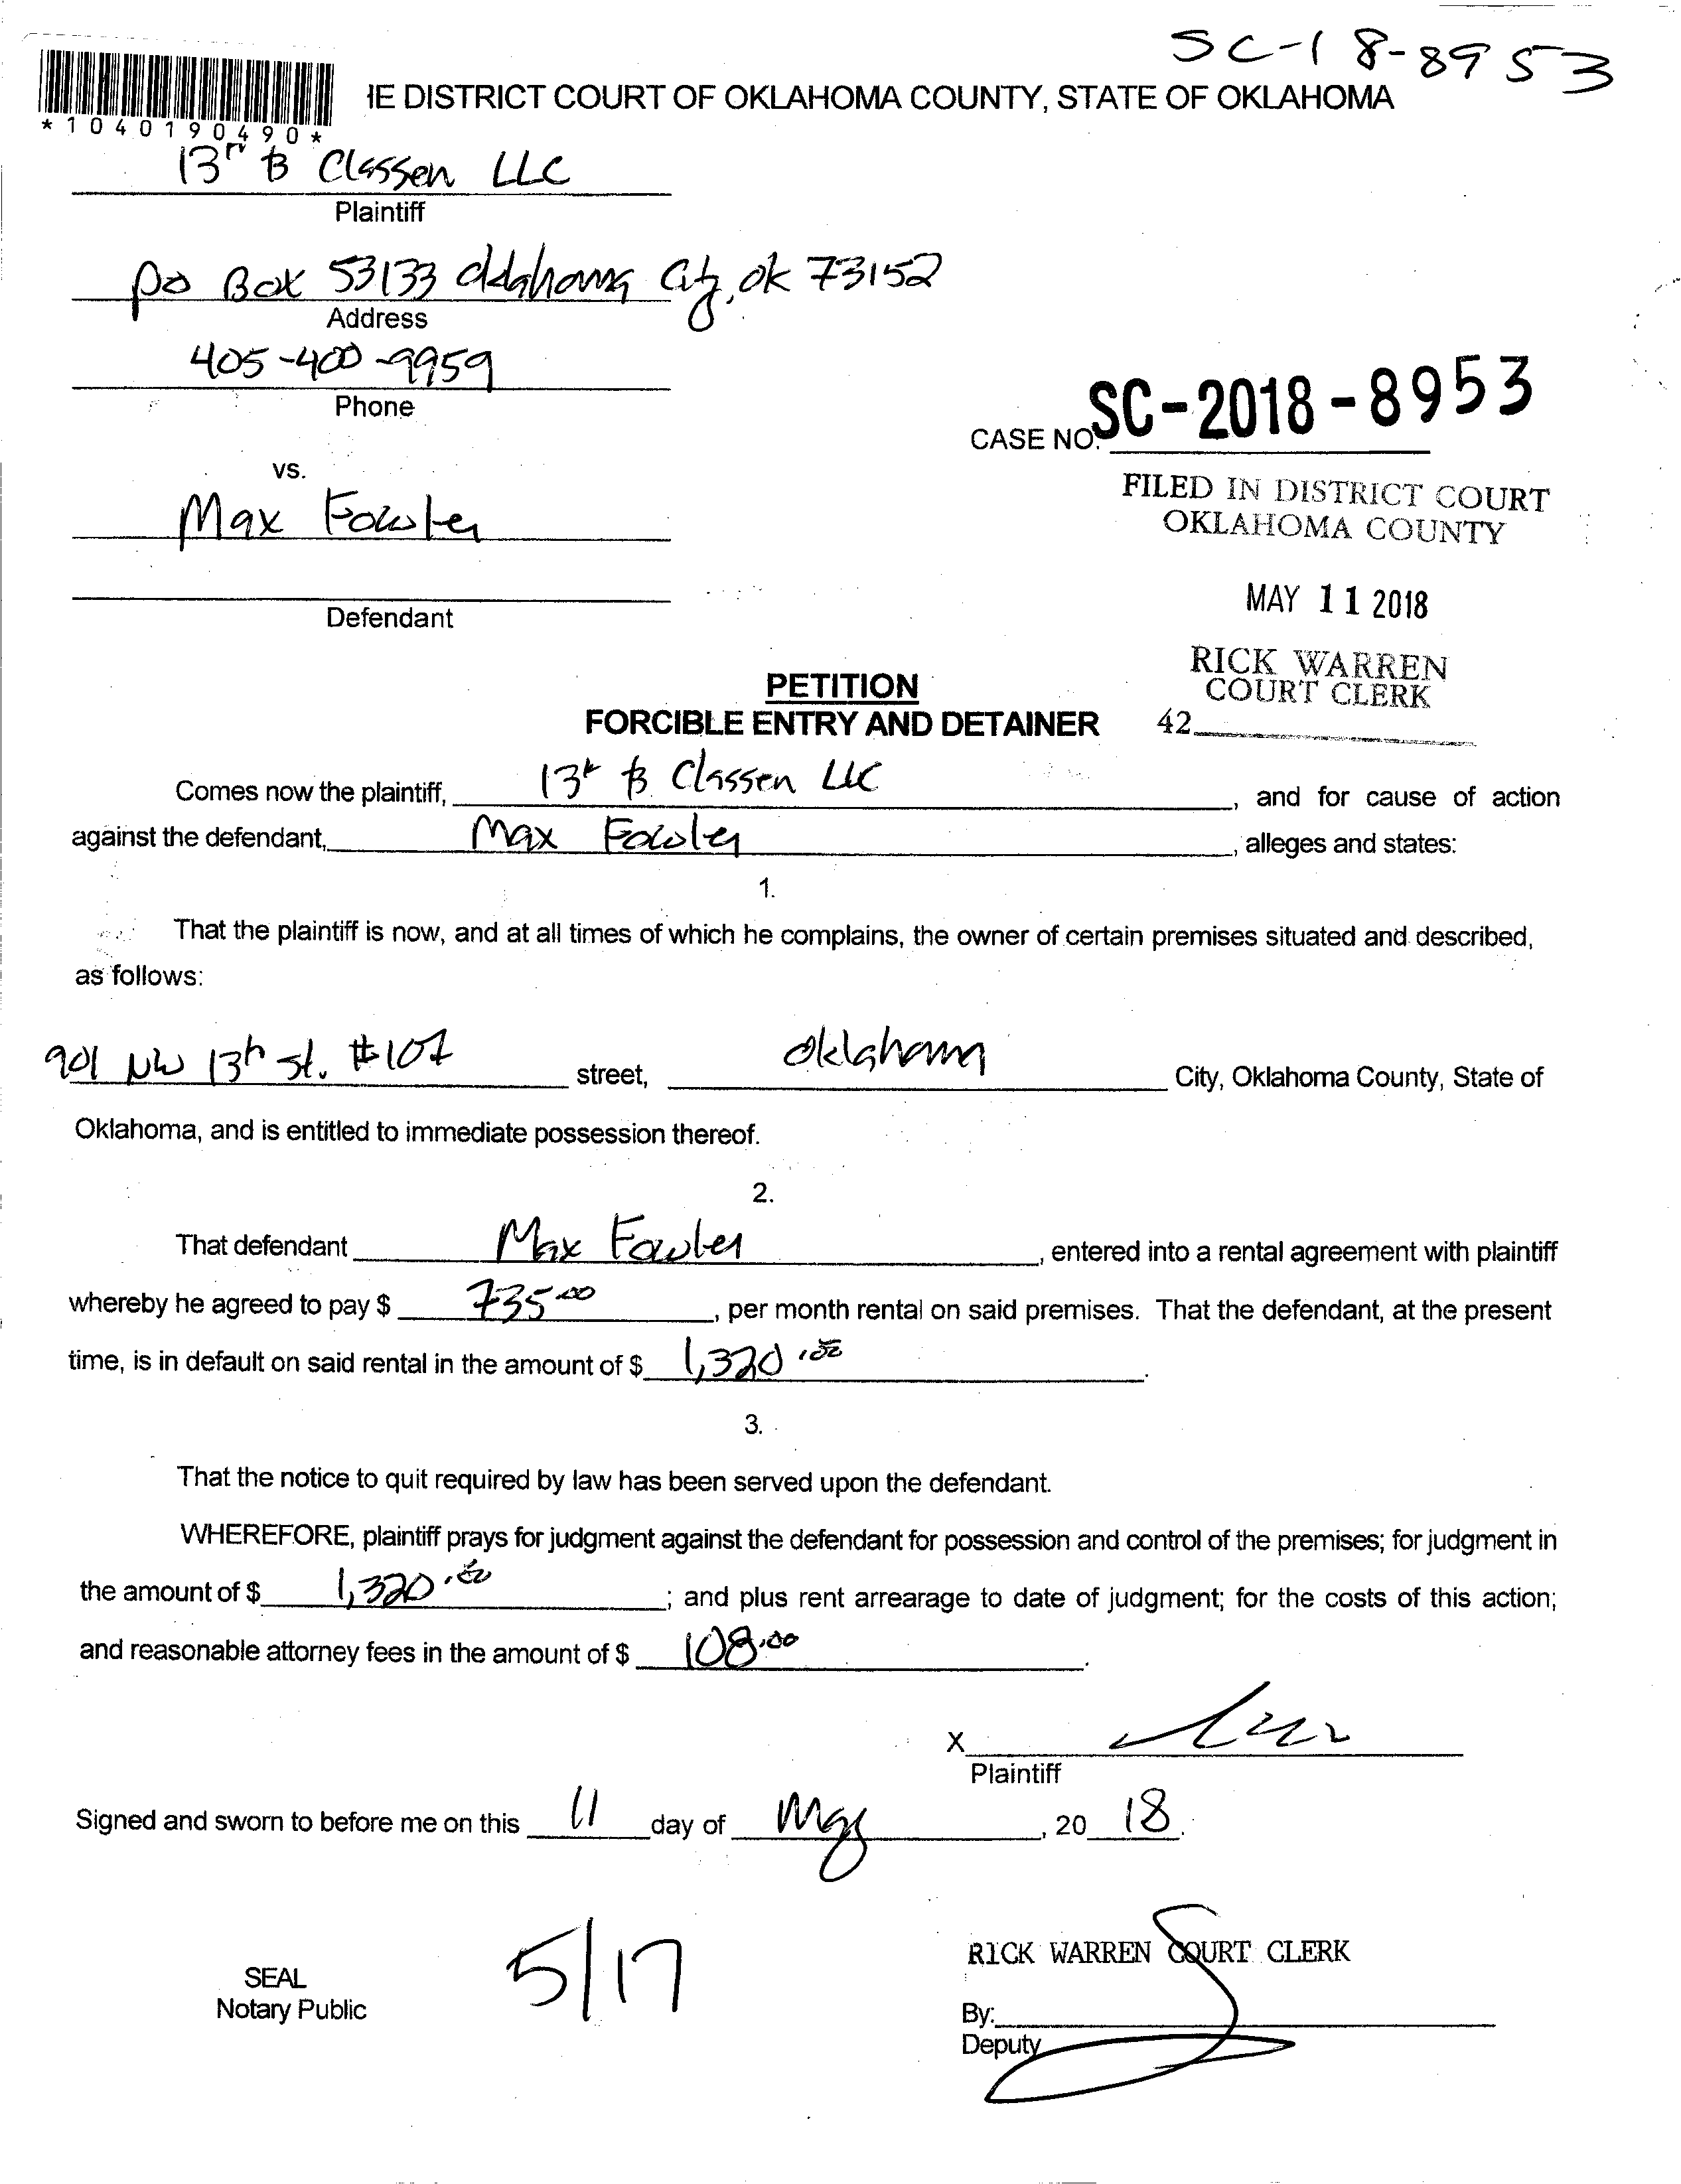 SC-18-8953
*1040190490*
HE DISTRICT COURT OF OKLAHOMA COUNTY, STATE OF OKLAHOMA
13th & Classen LLC
Plaintiff
PO Box 53133 Oklahoma City, OK 73152
Address
405-400-9959
Phone
CASE NO. SC-2018-8953
vs.
FILED IN DISTRICT COURT
OKLAHOMA COUNTY
Max Fowler
MAY 11 2018
Defendant
RICK WARREN
COURT CLERK
42
PETITION
FORCIBLE ENTRY AND DETAINER
Comes now the plaintiff, 13th & Classen LLC, and for cause of action
against the defendant, Max Fowler, alleges and states:
1.
That the plaintiff is now, and at all times of which he complains, the owner of certain premises situated and described,
as follows:
901 NW 13th St. #107 street, Oklahoma City, Oklahoma County, State of
Oklahoma, and is entitled to immediate possession thereof.
2.
That defendant Max Fowler, entered into a rental agreement with plaintiff
whereby he agreed to pay $ 735.00, per month rental on said premises. That the defendant, at the present
time, is in default on said rental in the amount of $ 1,320.00.
3.
That the notice to quit required by law has been served upon the defendant.
WHEREFORE, plaintiff prays for judgment against the defendant for possession and control of the premises; for judgment in
the amount of $ 1,320.00; and plus rent arrearage to date of judgment; for the costs of this action;
and reasonable attorney fees in the amount of $ 108.00.
X
Plaintiff
Signed and sworn to before me on this 11 day of May, 20 18.
5/17
RICK WARREN COURT CLERK
SEAL
Notary Public
By:
Deputy